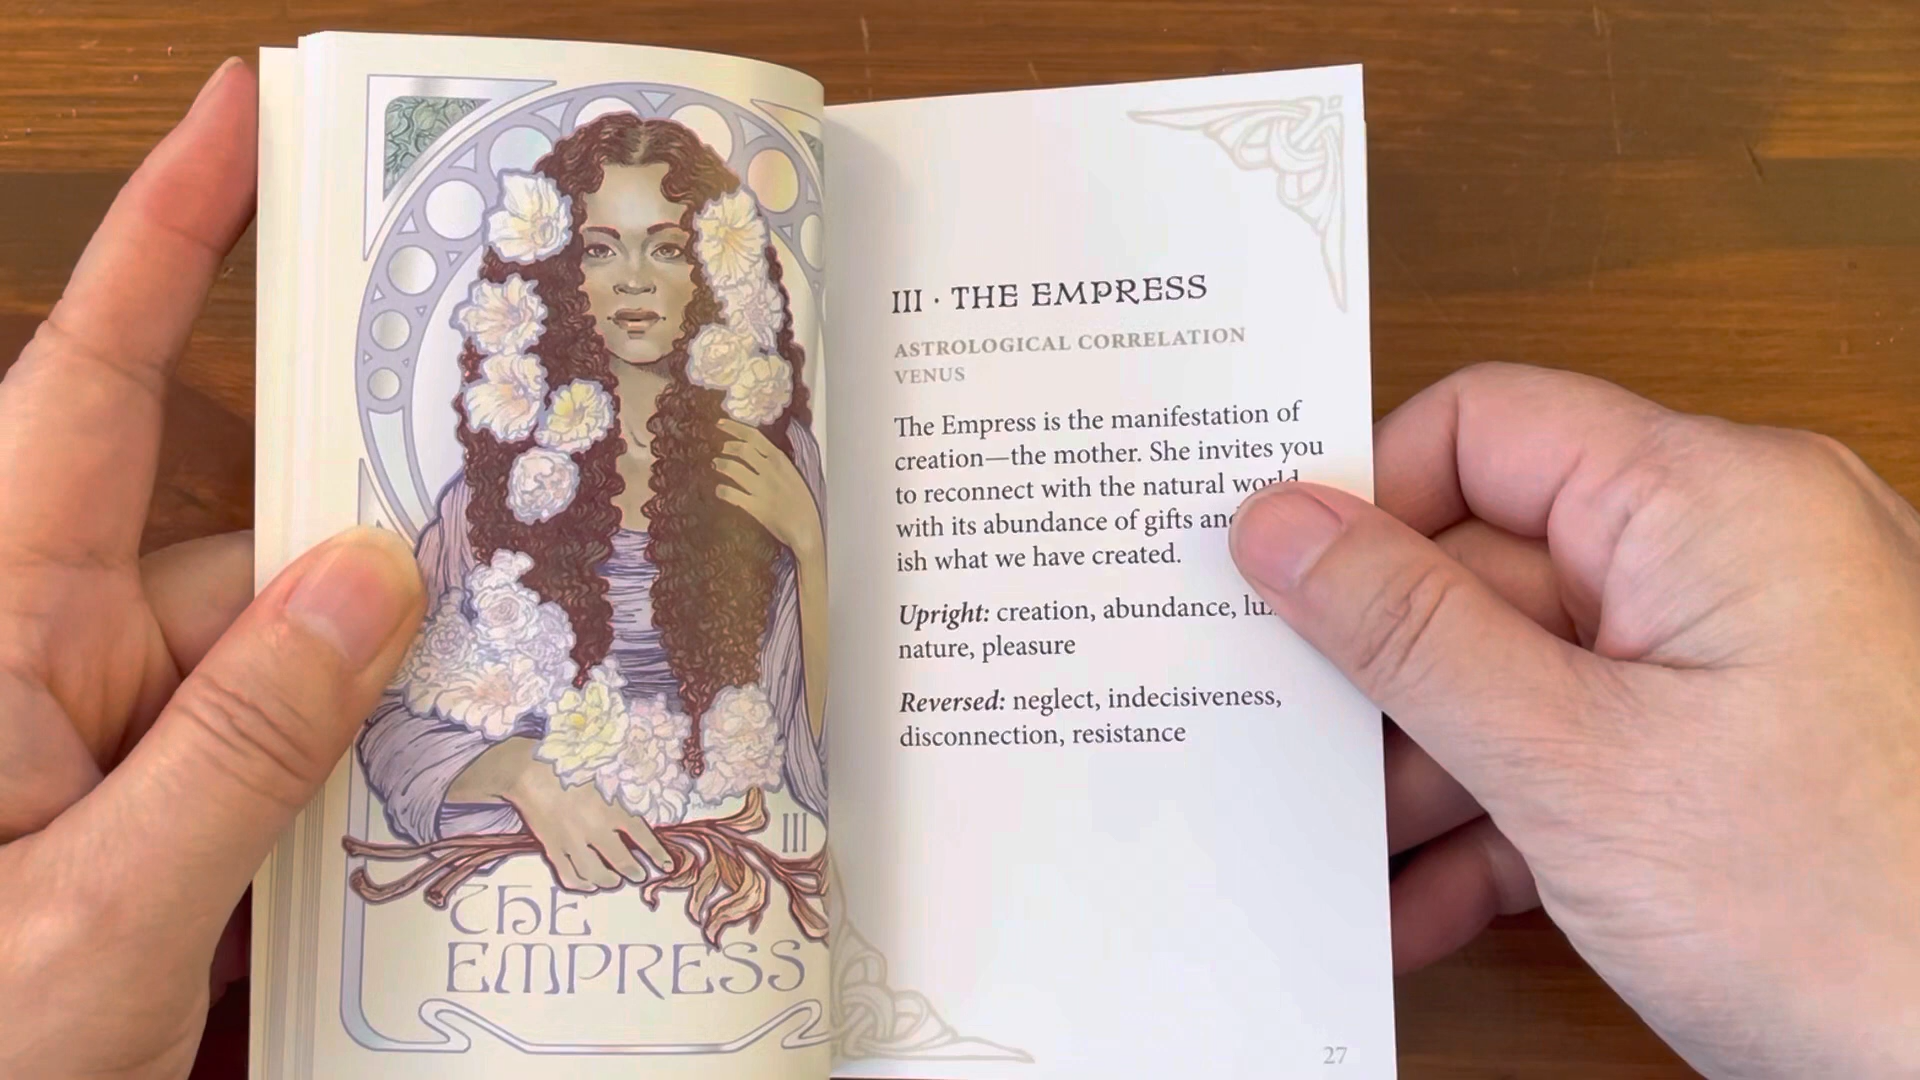 III
THE
EMPRESS
III · THE EMPRESS
ASTROLOGICAL CORRELATION
VENUS
The Empress is the manifestation of
creation—the mother. She invites you
to reconnect with the natural world
with its abundance of gifts and
ish what we have created.
Upright: creation, abundance,
nature, pleasure
Reversed: neglect, indecisiveness,
disconnection, resistance
27